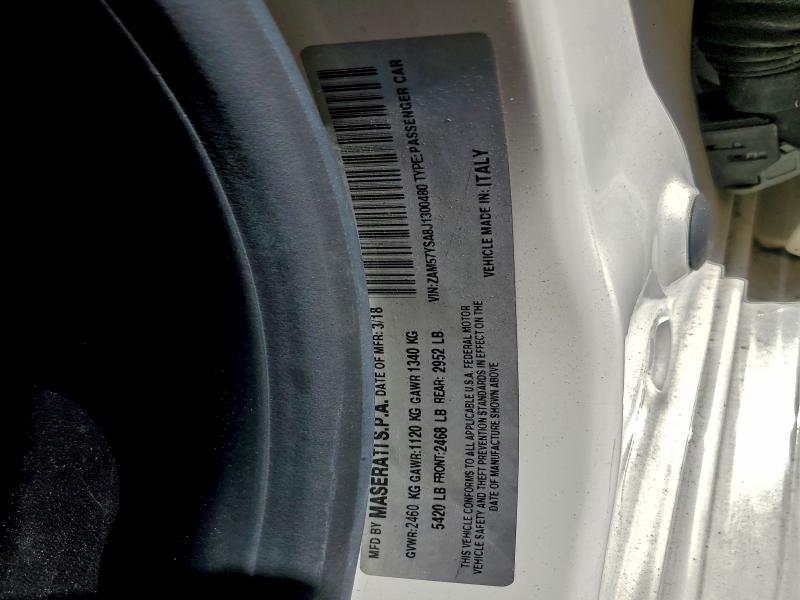 MFD BY MASERATI S.P.A. DATE OF MFR: 3/18
GVWR:2460 KG GAWR:1120 KG GAWR 1340 KG
5420 LB FRONT:2468 LB REAR: 2952 LB
VIN:ZAM57YSA8J1300480 TYPE:PASSENGER CAR
THIS VEHICLE CONFORMS TO ALL APPLICABLE U.S.A. FEDERAL MOTOR
VEHICLE SAFETY AND THEFT PREVENTION STANDARDS IN EFFECT ON THE
DATE OF MANUFACTURE SHOWN ABOVE
VEHICLE MADE IN: ITALY